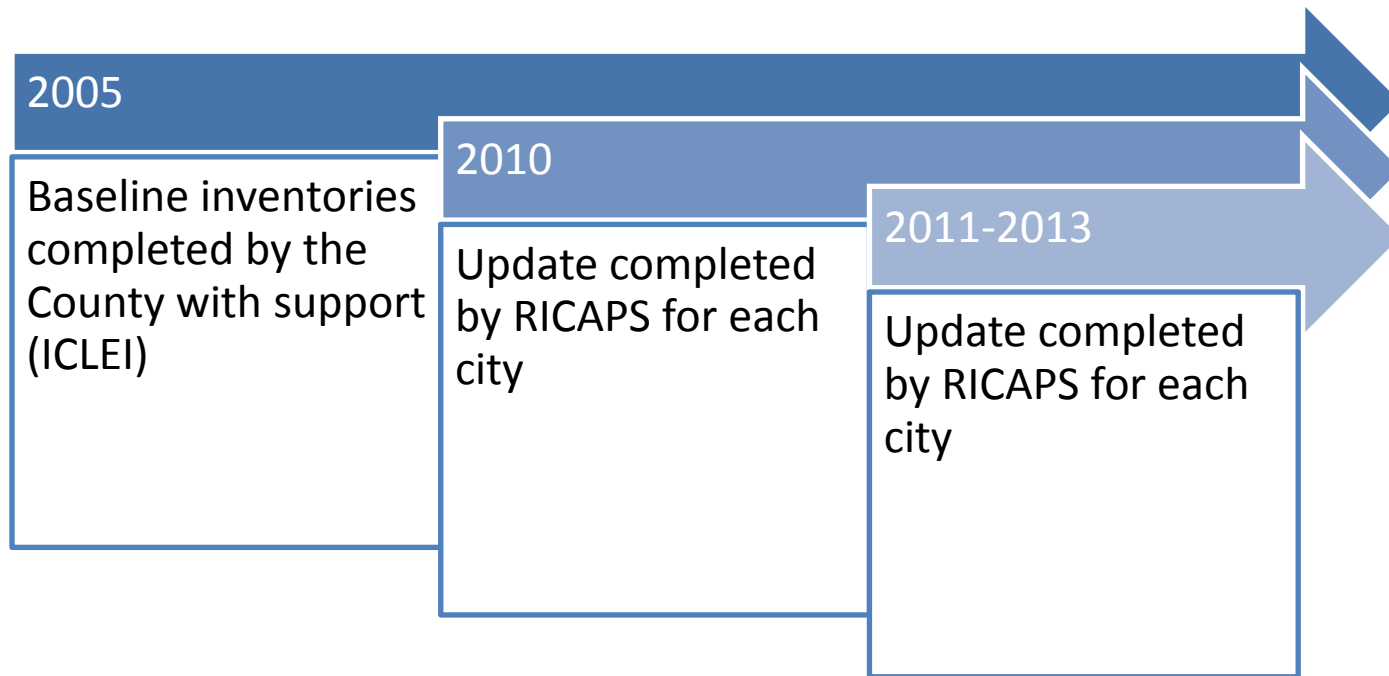 2005
Baseline inventories
completed by the
County with support
(ICLEI)
2010
Update completed
by RICAPS for each
city
2011-2013
Update completed
by RICAPS for each
city